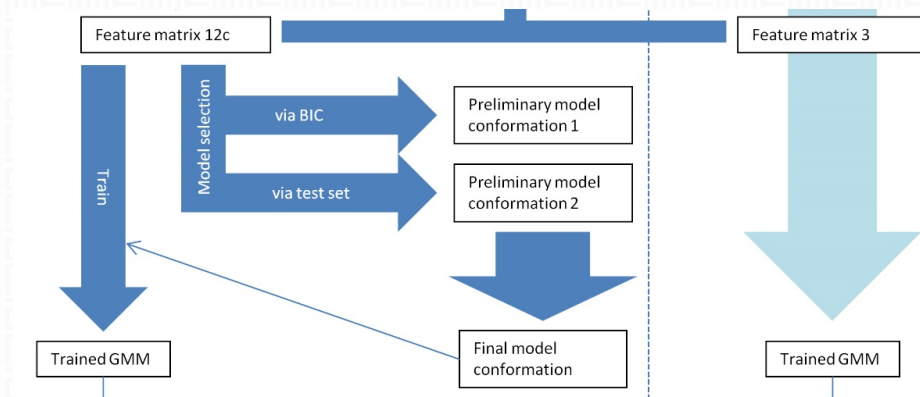 Feature matrix 12c
Feature matrix 3
Train
Model selection
via BIC
via test set
Preliminary model
conformation 1
Preliminary model
conformation 2
Final model
conformation
Trained GMM
Trained GMM